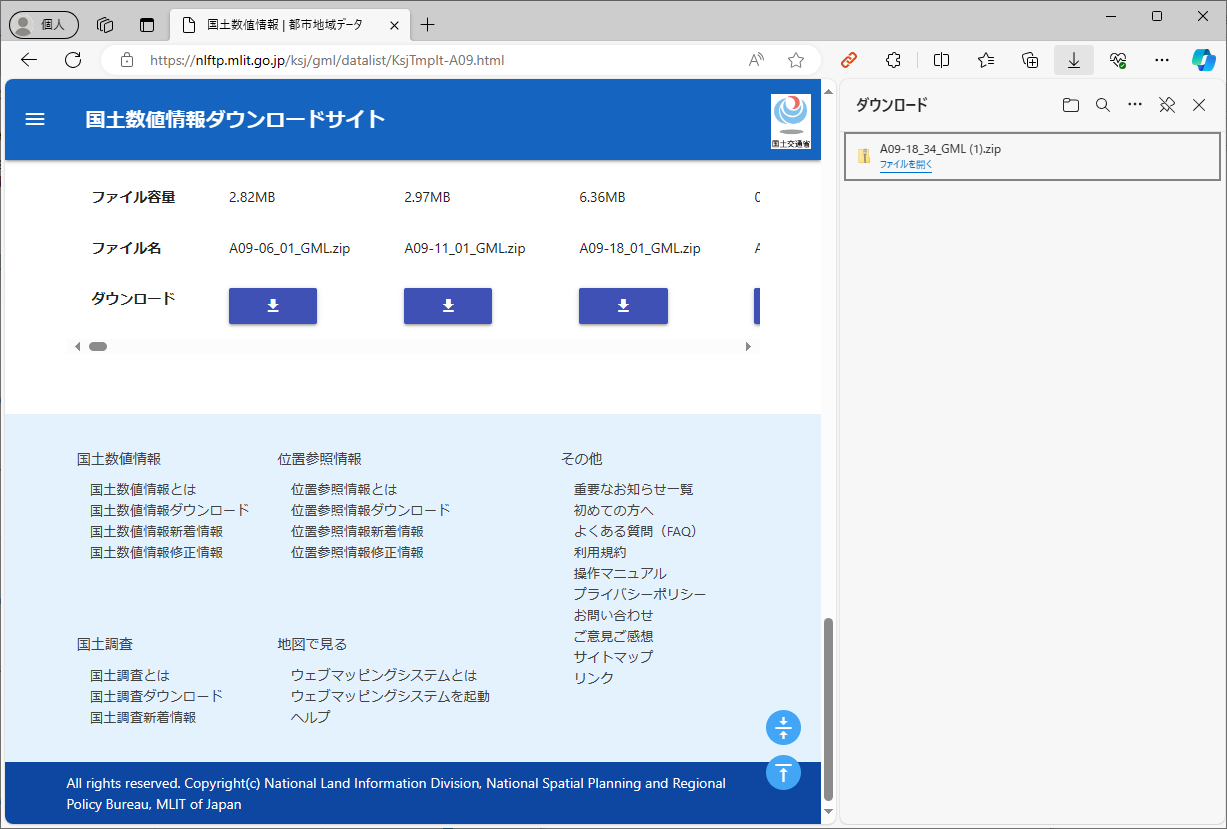 個人
国土数値情報 | 都市地域データ
https://nlftp.mlit.go.jp/ksj/gml/datalist/KsjTmplt-A09.html
国土数値情報ダウンロードサイト
国土交通省
ファイル容量 2.82MB 2.97MB 6.36MB
ファイル名 A09-06_01_GML.zip A09-11_01_GML.zip A09-18_01_GML.zip
ダウンロード
国土数値情報
国土数値情報とは
国土数値情報ダウンロード
国土数値情報新着情報
国土数値情報修正情報
位置参照情報
位置参照情報とは
位置参照情報ダウンロード
位置参照情報新着情報
位置参照情報修正情報
その他
重要なお知らせ一覧
初めての方へ
よくある質問（FAQ）
利用規約
操作マニュアル
プライバシーポリシー
お問い合わせ
ご意見ご感想
サイトマップ
リンク
国土調査
国土調査とは
国土調査ダウンロード
国土調査新着情報
地図で見る
ウェブマッピングシステムとは
ウェブマッピングシステムを起動
ヘルプ
All rights reserved. Copyright(c) National Land Information Division, National Spatial Planning and Regional
Policy Bureau, MLIT of Japan
ダウンロード
A09-18_34_GML (1).zip
ファイルを開く